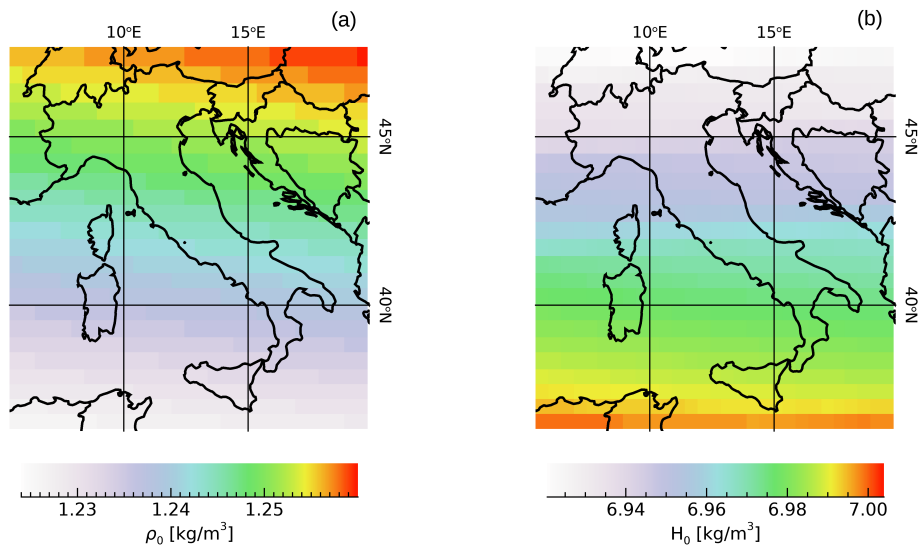 (a)
10°E 15°E
45°N
40°N
1.23 1.24 1.25
ρ₀ [kg/m³]
(b)
10°E 15°E
45°N
40°N
6.94 6.96 6.98 7.00
H₀ [kg/m³]